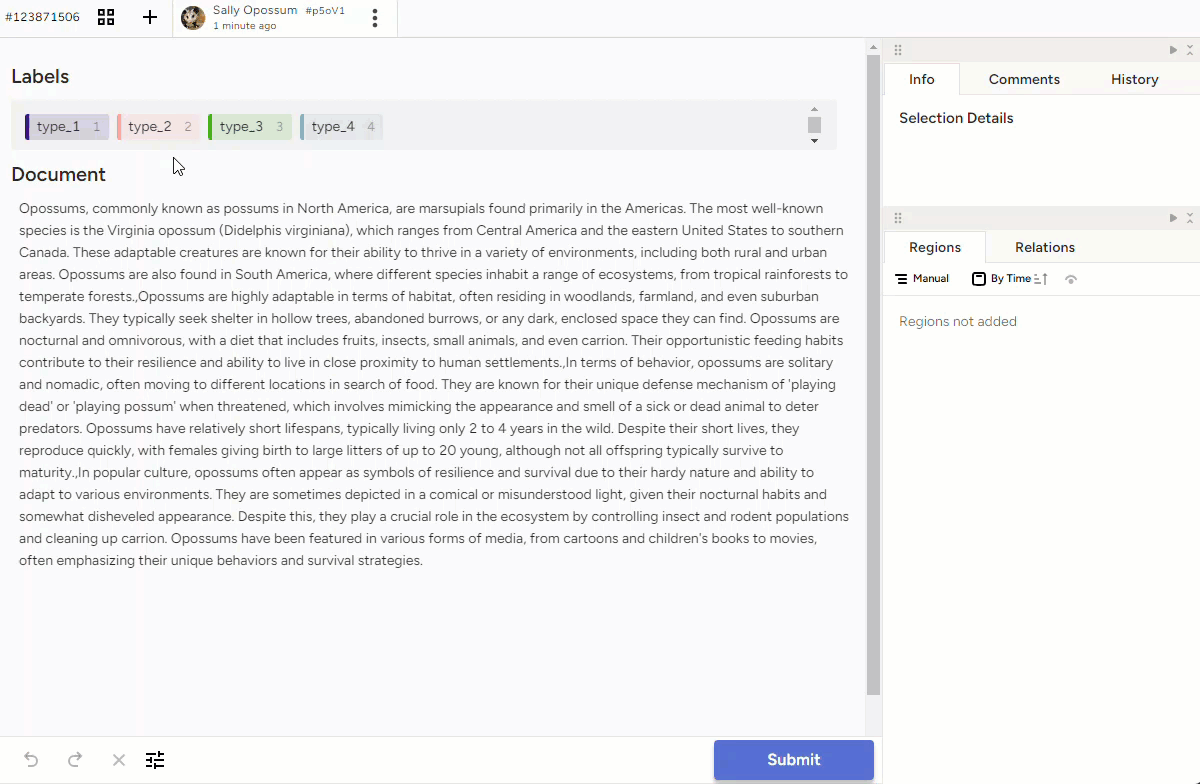 #123871506
Sally Opossum #p5oV1
1 minute ago
Labels
type_1 1 type_2 2 type_3 3 type_4 4
Document
Opossums, commonly known as possums in North America, are marsupials found primarily in the Americas. The most well-known
species is the Virginia opossum (Didelphis virginiana), which ranges from Central America and the eastern United States to southern
Canada. These adaptable creatures are known for their ability to thrive in a variety of environments, including both rural and urban
areas. Opossums are also found in South America, where different species inhabit a range of ecosystems, from tropical rainforests to
temperate forests.,Opossums are highly adaptable in terms of habitat, often residing in woodlands, farmland, and even suburban
backyards. They typically seek shelter in hollow trees, abandoned burrows, or any dark, enclosed space they can find. Opossums are
nocturnal and omnivorous, with a diet that includes fruits, insects, small animals, and even carrion. Their opportunistic feeding habits
contribute to their resilience and ability to live in close proximity to human settlements.,In terms of behavior, opossums are solitary
and nomadic, often moving to different locations in search of food. They are known for their unique defense mechanism of 'playing
dead' or 'playing possum' when threatened, which involves mimicking the appearance and smell of a sick or dead animal to deter
predators. Opossums have relatively short lifespans, typically living only 2 to 4 years in the wild. Despite their short lives, they
reproduce quickly, with females giving birth to large litters of up to 20 young, although not all offspring typically survive to
maturity.,In popular culture, opossums often appear as symbols of resilience and survival due to their hardy nature and ability to
adapt to various environments. They are sometimes depicted in a comical or misunderstood light, given their nocturnal habits and
somewhat disheveled appearance. Despite this, they play a crucial role in the ecosystem by controlling insect and rodent populations
and cleaning up carrion. Opossums have been featured in various forms of media, from cartoons and children's books to movies,
often emphasizing their unique behaviors and survival strategies.
Submit
Info Comments History
Selection Details
Regions Relations
Manual By Time
Regions not added